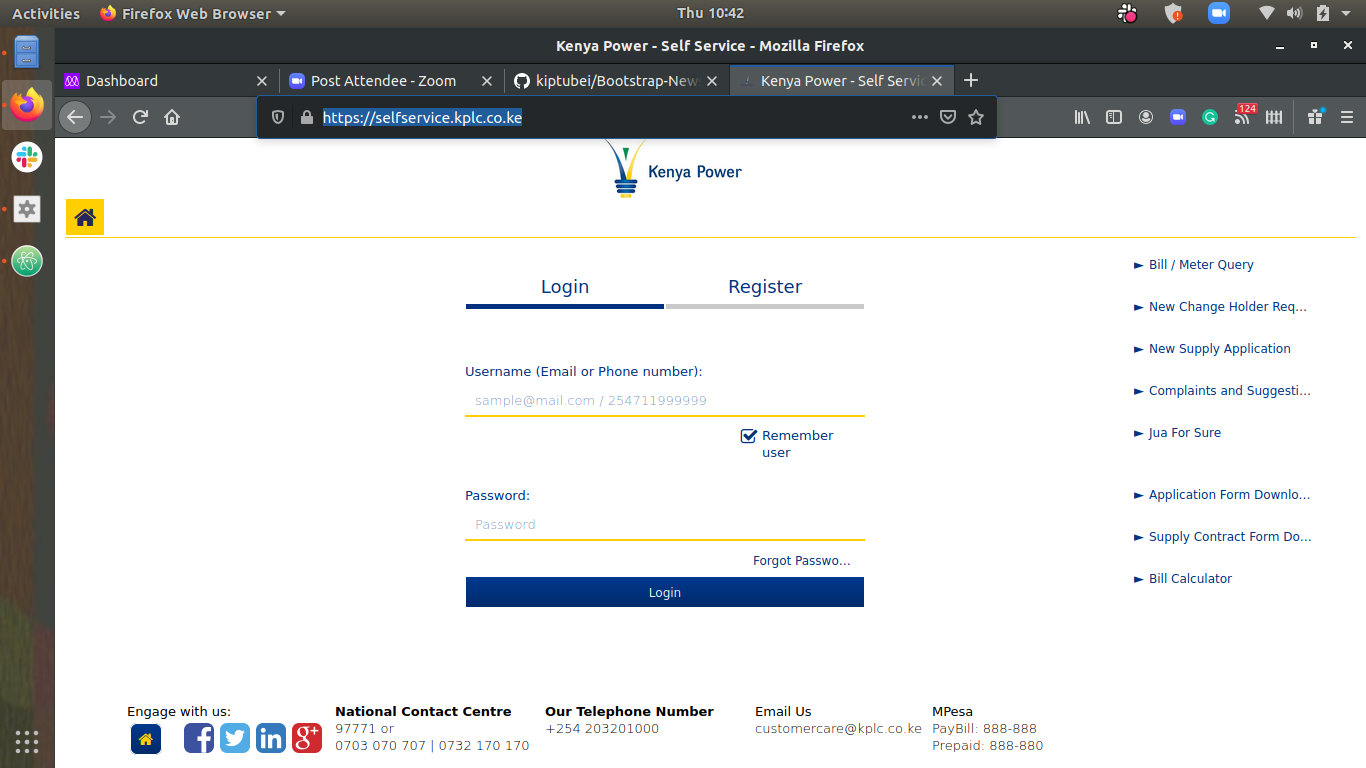 Activities
Firefox Web Browser
Thu 10:42
Kenya Power - Self Service - Mozilla Firefox
Dashboard
Post Attendee - Zoom
kiptubei/Bootstrap-New
Kenya Power - Self Servic
https://selfservice.kplc.co.ke
124
Kenya Power
Login
Register
Username (Email or Phone number):
sample@mail.com / 254711999999
Remember
user
Password:
Password
Forgot Passwo...
Login
► Bill / Meter Query
► New Change Holder Req...
► New Supply Application
► Complaints and Suggesti...
► Jua For Sure
► Application Form Downlo...
► Supply Contract Form Do...
► Bill Calculator
Engage with us:
National Contact Centre
97771 or
0703 070 707 | 0732 170 170
Our Telephone Number
+254 203201000
Email Us
customercare@kplc.co.ke
MPesa
PayBill: 888-888
Prepaid: 888-880